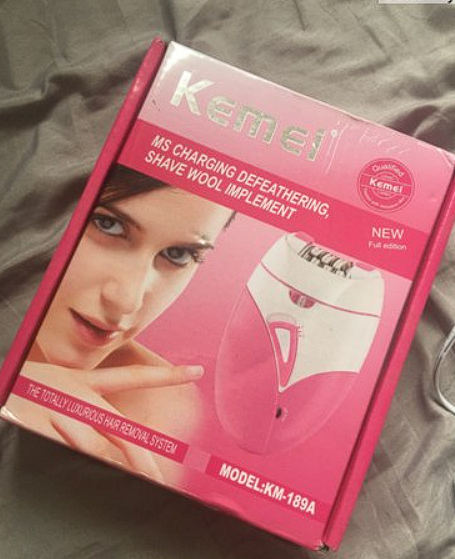 Kemei
MS CHARGING DEFEATHERING,
SHAVE WOOL IMPLEMENT
Qualified
Kemei
NEW
Full edition
THE TOTALLY LUXURIOUS HAIR REMOVAL SYSTEM
MODEL:KM-189A